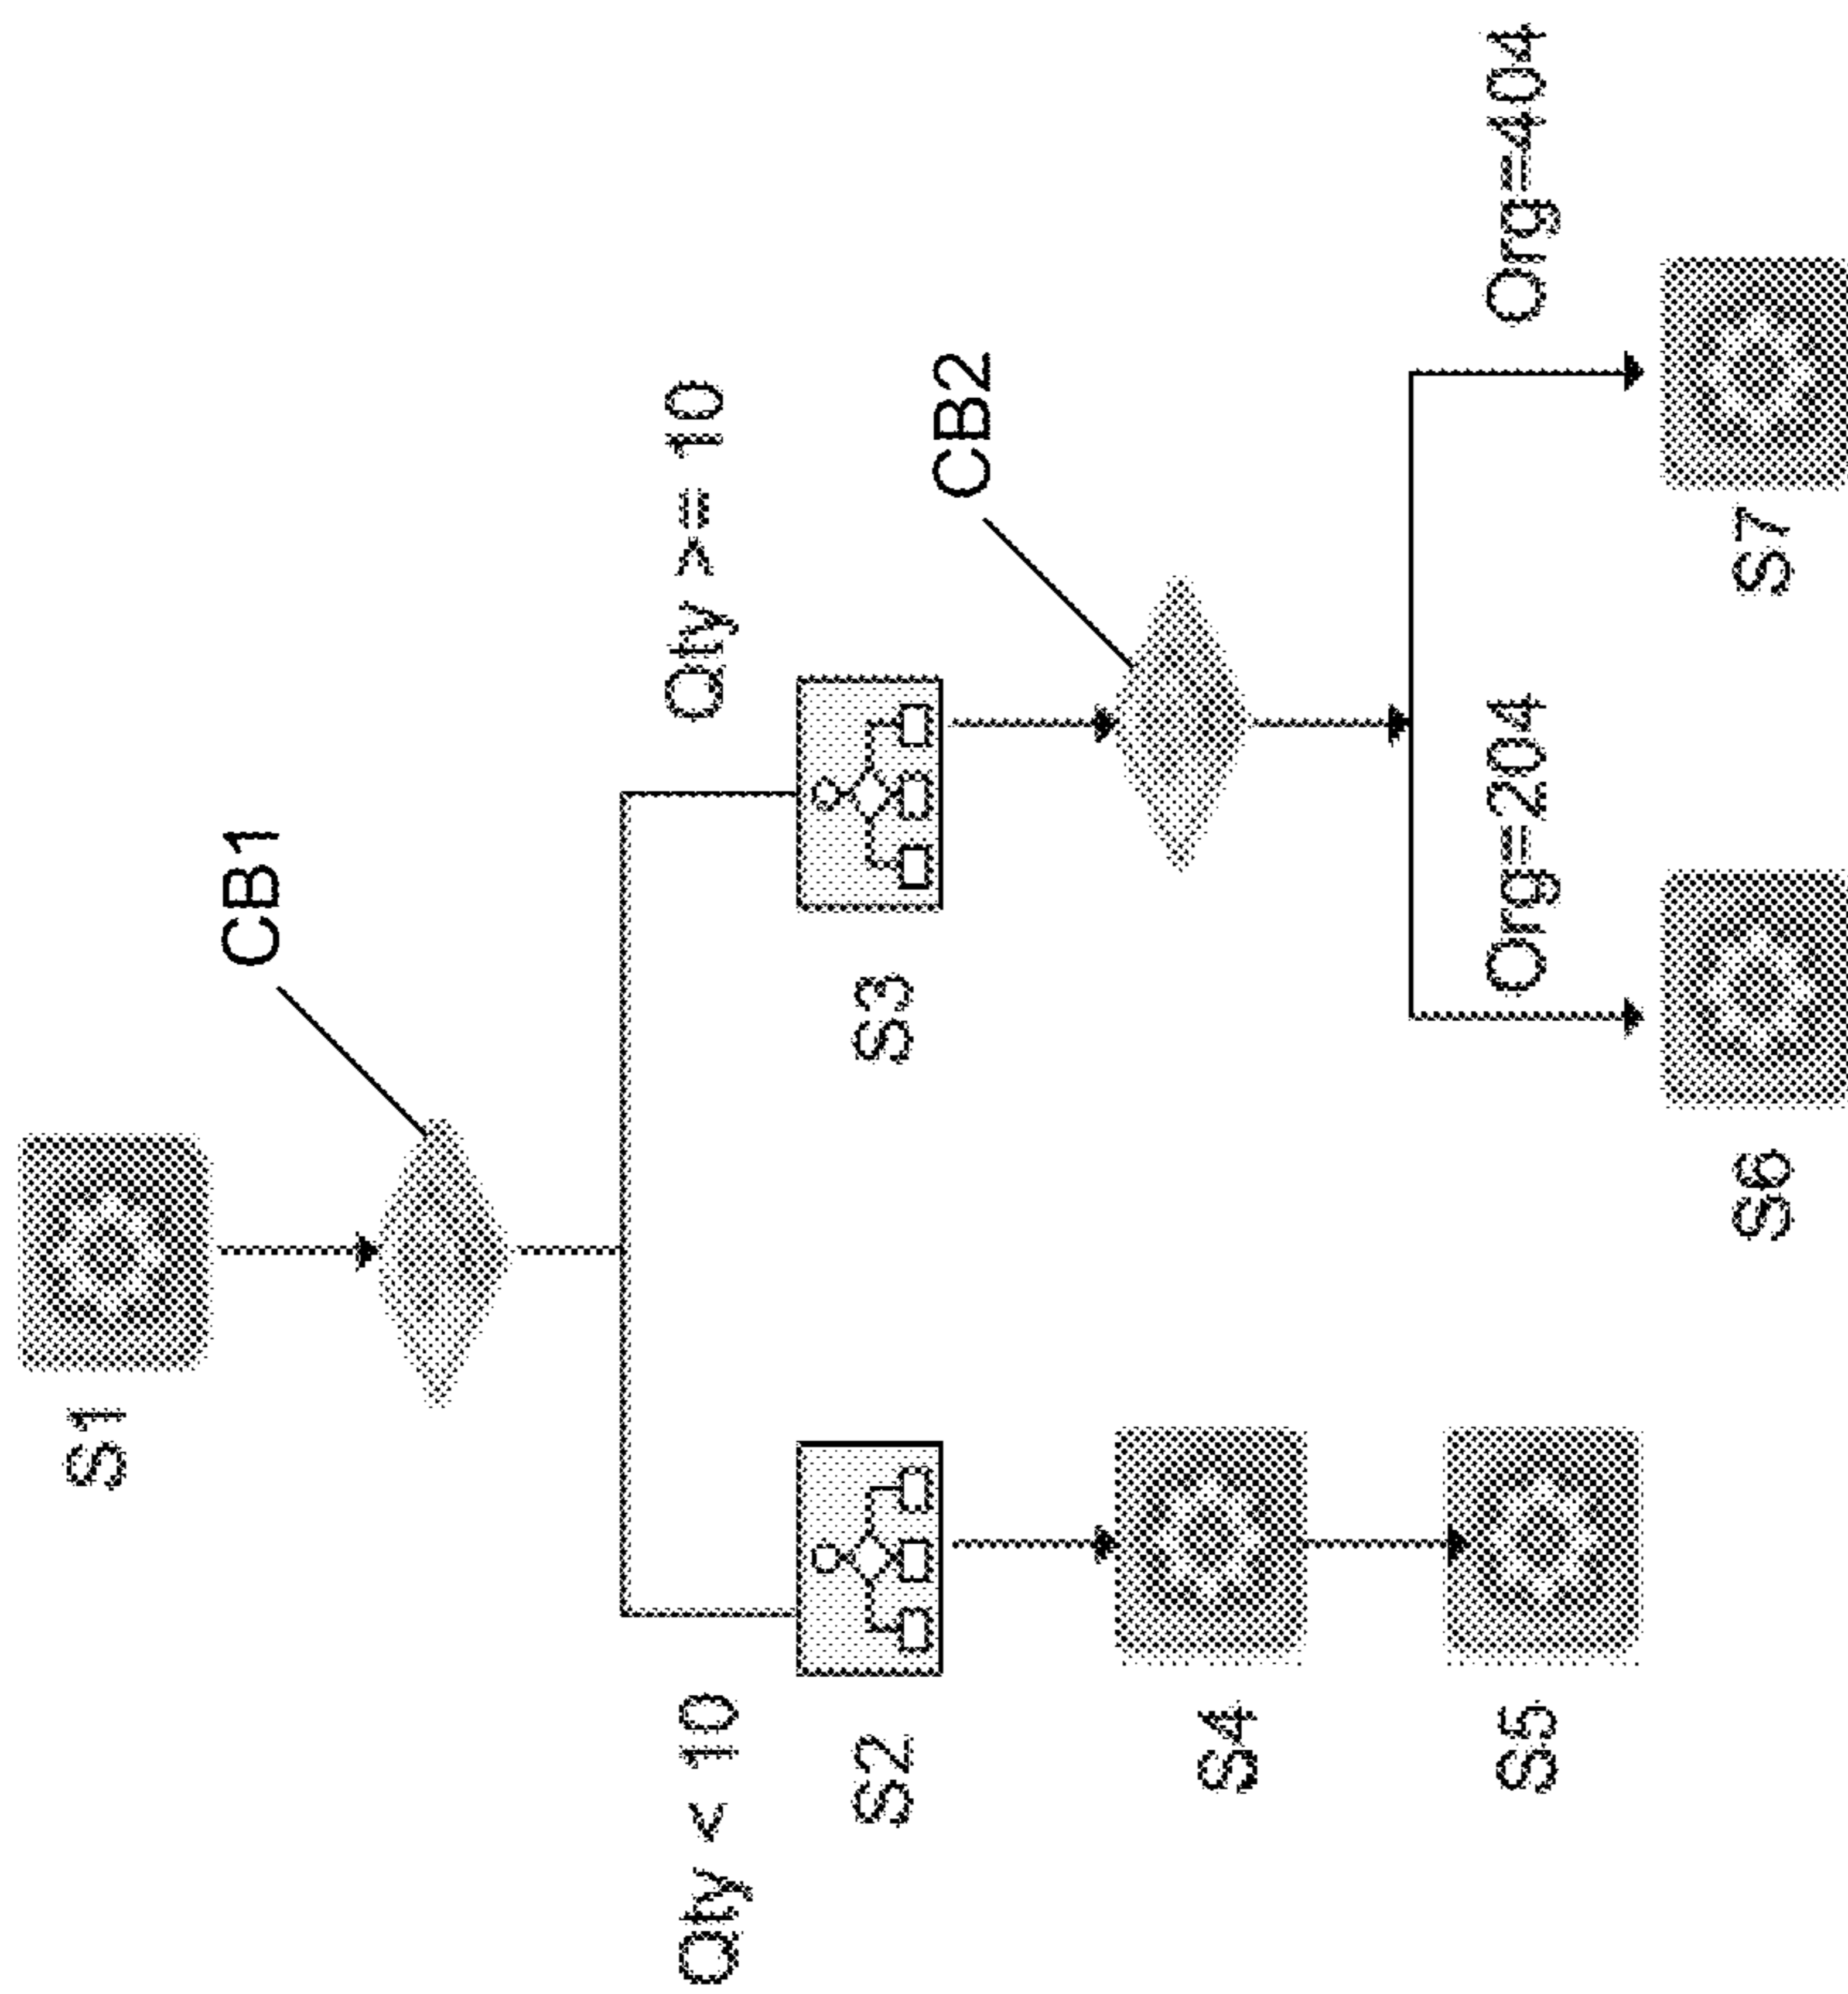 S1
CB1
Qty < 10
Qty >= 10
S2
S3
CB2
S4
Org=204
Org=404
S5
S6
S7